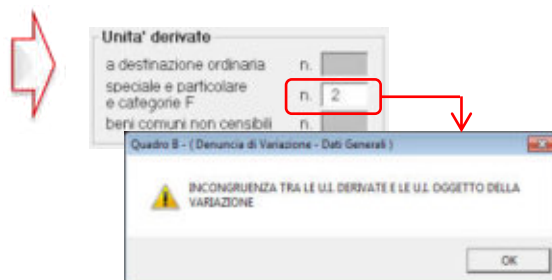 Unita' derivate
a destinazione ordinaria n.
speciale e particolare
e categorie F n. 2
beni comuni non censibili n.
Quadro B - ( Denuncia di Variazione - Dati Generali )
INCONGRUENZA TRA LE U.I. DERIVATE E LE U.I. OGGETTO DELLA
VARIAZIONE
OK